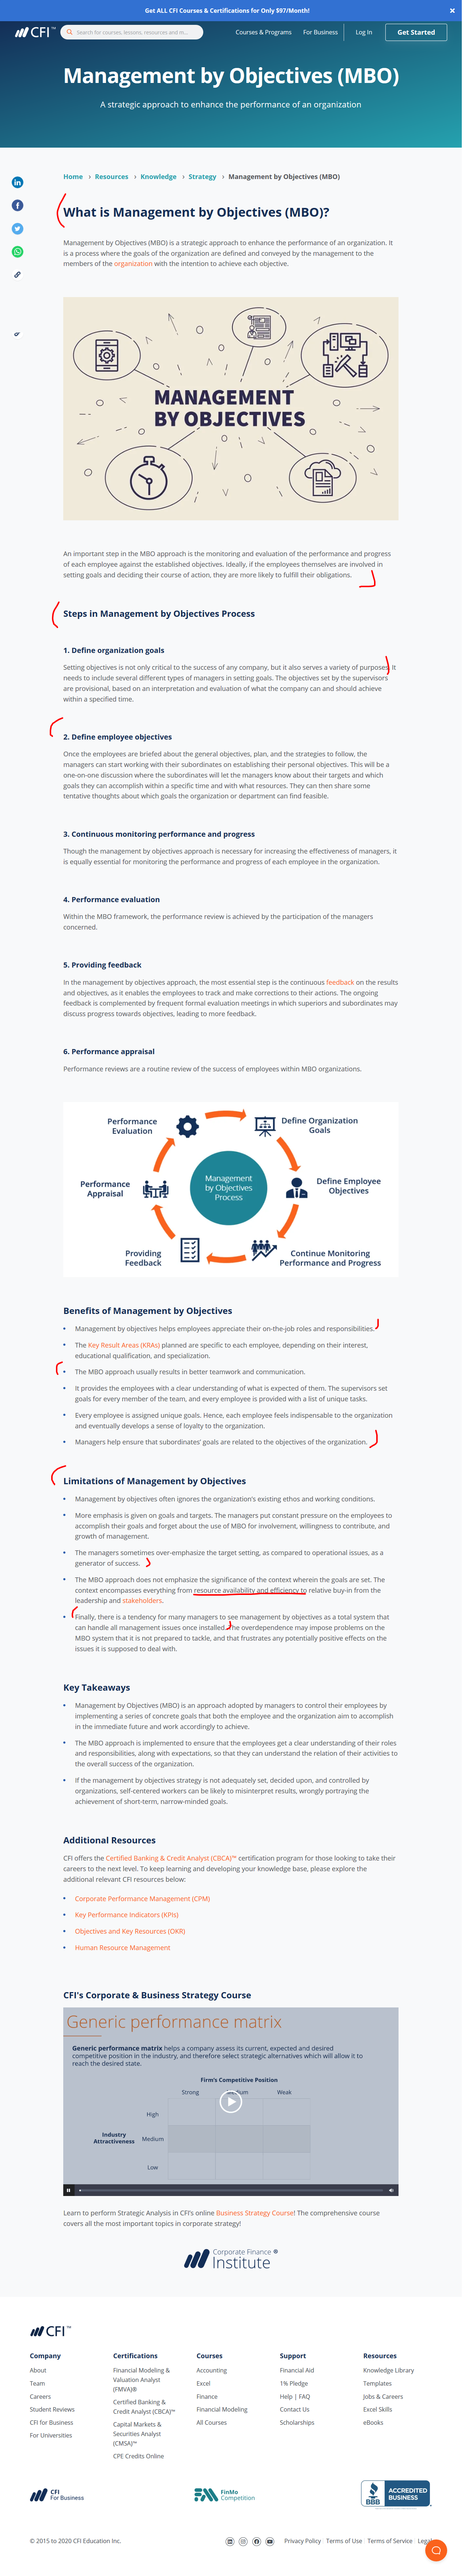 Get ALL CFI Courses & Certifications for Only $97/Month!
CFI™
Search for courses, lessons, resources and m...
Courses & Programs
For Business
Log In
Get Started
Management by Objectives (MBO)
A strategic approach to enhance the performance of an organization
Home › Resources › Knowledge › Strategy › Management by Objectives (MBO)
What is Management by Objectives (MBO)?
Management by Objectives (MBO) is a strategic approach to enhance the performance of an organization. It
is a process where the goals of the organization are defined and conveyed by the management to the
members of the organization with the intention to achieve each objective.
MANAGEMENT
BY OBJECTIVES
An important step in the MBO approach is the monitoring and evaluation of the performance and progress
of each employee against the established objectives. Ideally, if the employees themselves are involved in
setting goals and deciding their course of action, they are more likely to fulfill their obligations.
Steps in Management by Objectives Process
1. Define organization goals
Setting objectives is not only critical to the success of any company, but it also serves a variety of purposes. It
needs to include several different types of managers in setting goals. The objectives set by the supervisors
are provisional, based on an interpretation and evaluation of what the company can and should achieve
within a specified time.
2. Define employee objectives
Once the employees are briefed about the general objectives, plan, and the strategies to follow, the
managers can start working with their subordinates on establishing their personal objectives. This will be a
one-on-one discussion where the subordinates will let the managers know about their targets and which
goals they can accomplish within a specific time and with what resources. They can then share some
tentative thoughts about which goals the organization or department can find feasible.
3. Continuous monitoring performance and progress
Though the management by objectives approach is necessary for increasing the effectiveness of managers, it
is equally essential for monitoring the performance and progress of each employee in the organization.
4. Performance evaluation
Within the MBO framework, the performance review is achieved by the participation of the managers
concerned.
5. Providing feedback
In the management by objectives approach, the most essential step is the continuous feedback on the results
and objectives, as it enables the employees to track and make corrections to their actions. The ongoing
feedback is complemented by frequent formal evaluation meetings in which superiors and subordinates may
discuss progress towards objectives, leading to more feedback.
6. Performance appraisal
Performance reviews are a routine review of the success of employees within MBO organizations.
Performance
Evaluation
Define Organization
Goals
Performance
Appraisal
Management
by Objectives
Process
Define Employee
Objectives
Providing
Feedback
Continue Monitoring
Performance and Progress
Benefits of Management by Objectives
• Management by objectives helps employees appreciate their on-the-job roles and responsibilities.
• The Key Result Areas (KRAs) planned are specific to each employee, depending on their interest,
educational qualification, and specialization.
• The MBO approach usually results in better teamwork and communication.
• It provides the employees with a clear understanding of what is expected of them. The supervisors set
goals for every member of the team, and every employee is provided with a list of unique tasks.
• Every employee is assigned unique goals. Hence, each employee feels indispensable to the organization
and eventually develops a sense of loyalty to the organization.
• Managers help ensure that subordinates' goals are related to the objectives of the organization.
Limitations of Management by Objectives
• Management by objectives often ignores the organization's existing ethos and working conditions.
• More emphasis is given on goals and targets. The managers put constant pressure on the employees to
accomplish their goals and forget about the use of MBO for involvement, willingness to contribute, and
growth of management.
• The managers sometimes over-emphasize the target setting, as compared to operational issues, as a
generator of success.
• The MBO approach does not emphasize the significance of the context wherein the goals are set. The
context encompasses everything from resource availability and efficiency to relative buy-in from the
leadership and stakeholders.
• Finally, there is a tendency for many managers to see management by objectives as a total system that
can handle all management issues once installed. The overdependence may impose problems on the
MBO system that it is not prepared to tackle, and that frustrates any potentially positive effects on the
issues it is supposed to deal with.
Key Takeaways
• Management by Objectives (MBO) is an approach adopted by managers to control their employees by
implementing a series of concrete goals that both the employee and the organization aim to accomplish
in the immediate future and work accordingly to achieve.
• The MBO approach is implemented to ensure that the employees get a clear understanding of their roles
and responsibilities, along with expectations, so that they can understand the relation of their activities to
the overall success of the organization.
• If the management by objectives strategy is not adequately set, decided upon, and controlled by
organizations, self-centered workers can be likely to misinterpret results, wrongly portraying the
achievement of short-term, narrow-minded goals.
Additional Resources
CFI offers the Certified Banking & Credit Analyst (CBCA)™ certification program for those looking to take their
careers to the next level. To keep learning and developing your knowledge base, please explore the
additional relevant CFI resources below:
• Corporate Performance Management (CPM)
• Key Performance Indicators (KPIs)
• Objectives and Key Resources (OKR)
• Human Resource Management
CFI's Corporate & Business Strategy Course
Generic performance matrix
Generic performance matrix helps a company assess its current, expected and desired
competitive position in the industry, and therefore select strategic alternatives which will allow it to
reach the desired state.
Firm's Competitive Position
Strong Medium Weak
High
Industry
Attractiveness
Medium
Low
Learn to perform Strategic Analysis in CFI's online Business Strategy Course! The comprehensive course
covers all the most important topics in corporate strategy!
Corporate Finance ®
Institute
CFI™
Company
About
Team
Careers
Student Reviews
CFI for Business
For Universities
Certifications
Financial Modeling &
Valuation Analyst
(FMVA)®
Certified Banking &
Credit Analyst (CBCA)™
Capital Markets &
Securities Analyst
(CMSA)™
CPE Credits Online
Courses
Accounting
Excel
Finance
Financial Modeling
All Courses
Support
Financial Aid
1% Pledge
Help | FAQ
Contact Us
Scholarships
Resources
Knowledge Library
Templates
Jobs & Careers
Excel Skills
eBooks
CFI
For Business
FinMo
Competition
BBB
ACCREDITED
BUSINESS
© 2015 to 2020 CFI Education Inc.
Privacy Policy Terms of Use Terms of Service Legal